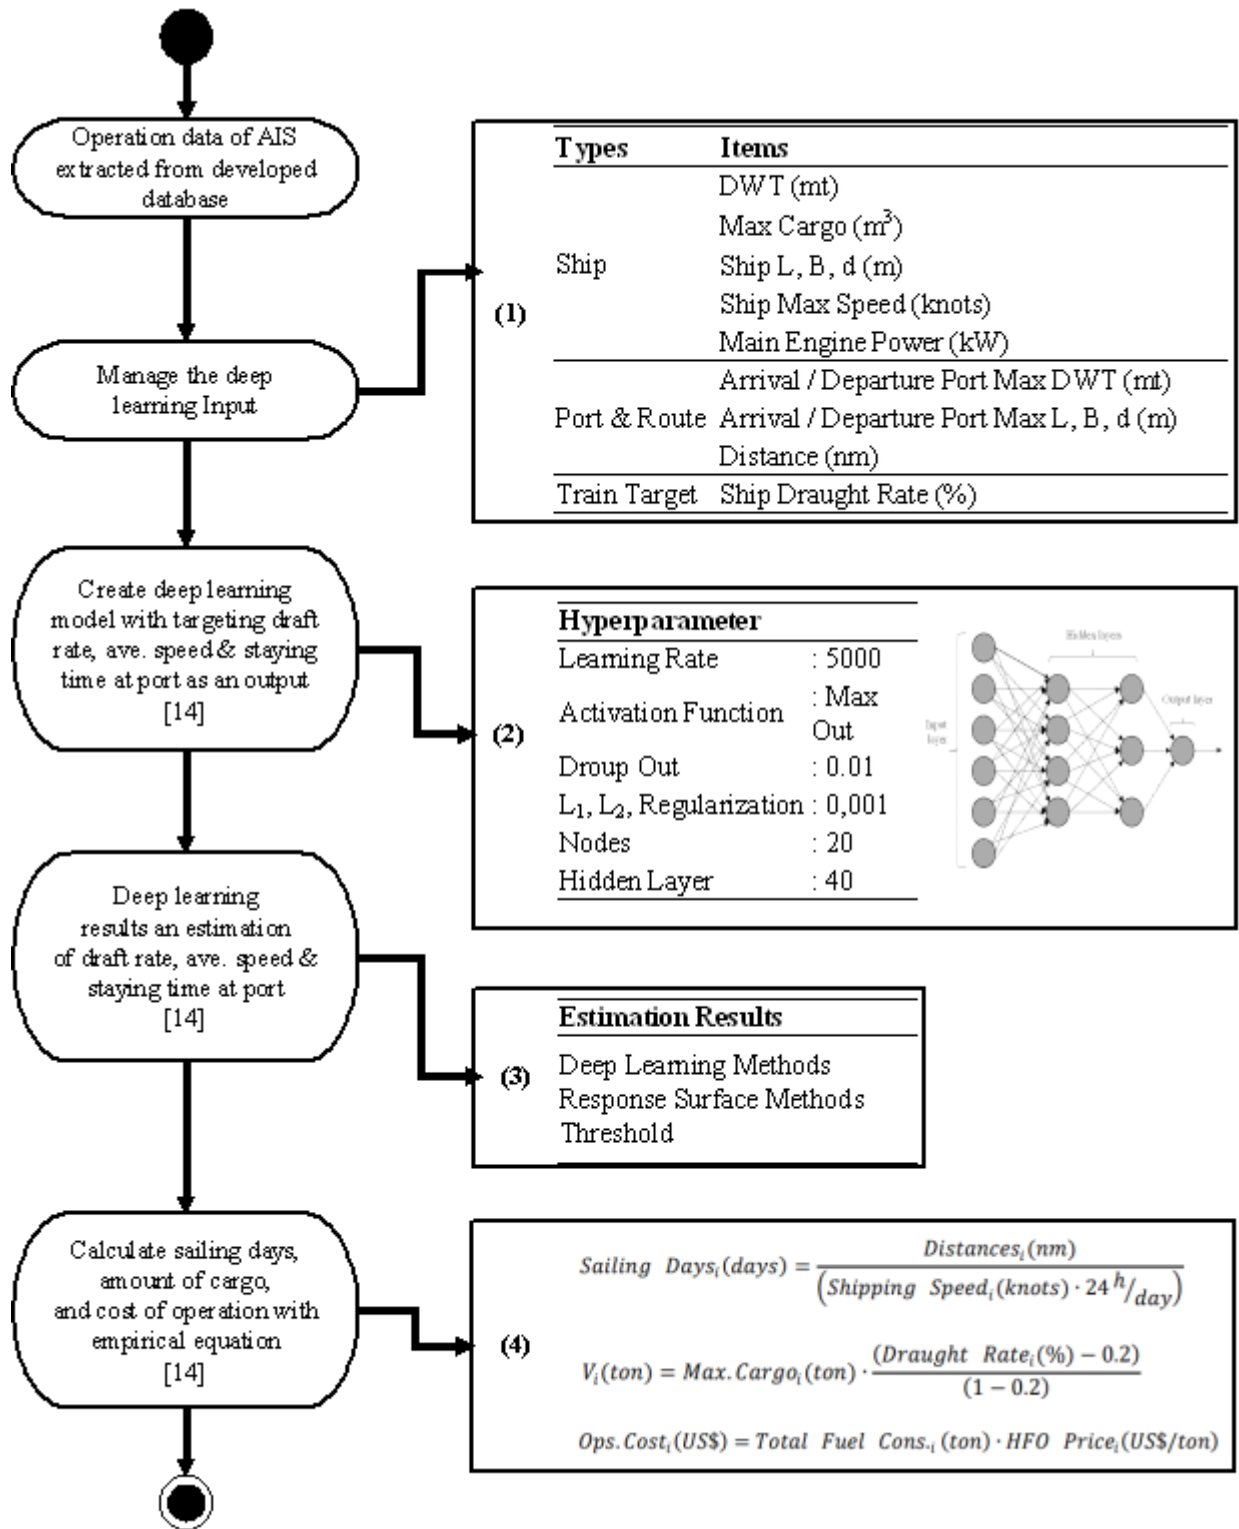 Operation data of AIS
extracted from developed
database
Manage the deep
learning Input
Create deep learning
model with targeting draft
rate, ave. speed & staying
time at port as an output
[14]
Deep learning
results an estimation
of draft rate, ave. speed &
staying time at port
[14]
Calculate sailing days,
amount of cargo,
and cost of operation with
empirical equation
[14]
(1)
Types Items
Ship
DWT (mt)
Max Cargo (m³)
Ship L, B, d (m)
Ship Max Speed (knots)
Main Engine Power (kW)
Port & Route
Arrival / Departure Port Max DWT (mt)
Arrival / Departure Port Max L, B, d (m)
Distance (nm)
Train Target Ship Draught Rate (%)
(2)
Hyperparameter
Learning Rate : 5000
Activation Function : Max
Out
Droup Out : 0.01
L₁, L₂, Regularization : 0,001
Nodes : 20
Hidden Layer : 40
Hidden layers
Input
layer
Output layer
(3)
Estimation Results
Deep Learning Methods
Response Surface Methods
Threshold
(4)
Sailing Days_i(days) = Distances_i(nm) / (Shipping Speed_i(knots) · 24 h/day)
V_i(ton) = Max.Cargo_i(ton) · (Draught Rate_i(%) − 0.2) / (1 − 0.2)
Ops.Cost_i(US$) = Total Fuel Cons._i (ton) · HFO Price_i(US$/ton)